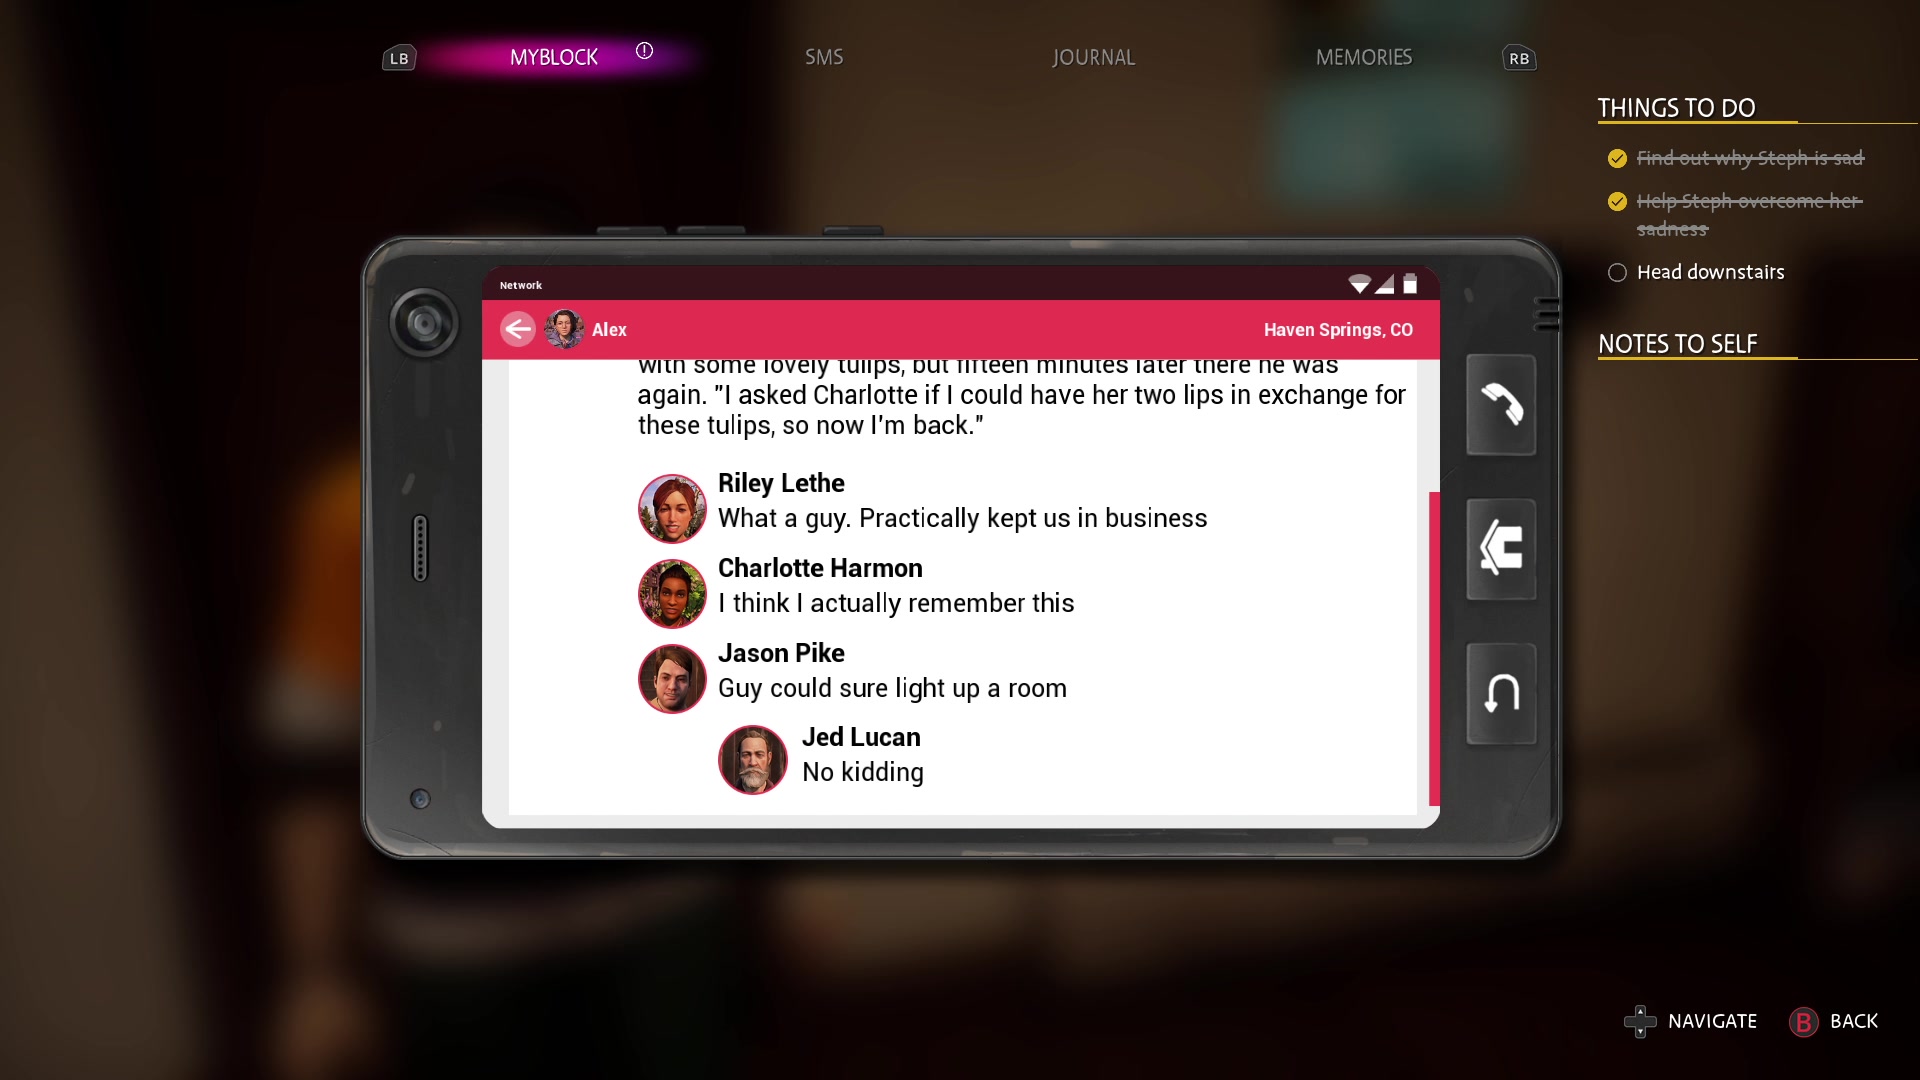 LB
MYBLOCK
SMS
JOURNAL
MEMORIES
RB
THINGS TO DO
Find out why Steph is sad
Help Steph overcome her
sadness
Head downstairs
NOTES TO SELF
Network
Alex
Haven Springs, CO
with some lovely tulips, but fifteen minutes later there he was
again. "I asked Charlotte if I could have her two lips in exchange for
these tulips, so now I'm back."
Riley Lethe
What a guy. Practically kept us in business
Charlotte Harmon
I think I actually remember this
Jason Pike
Guy could sure light up a room
Jed Lucan
No kidding
NAVIGATE
B BACK